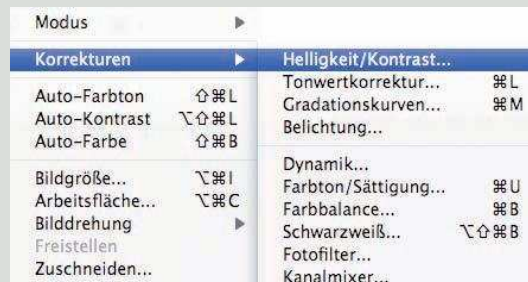 Modus
Korrekturen
Auto-Farbton ⇧⌘L
Auto-Kontrast ⌥⇧⌘L
Auto-Farbe ⇧⌘B
Bildgröße... ⌥⌘I
Arbeitsfläche... ⌥⌘C
Bilddrehung
Freistellen
Zuschneiden...
Helligkeit/Kontrast...
Tonwertkorrektur... ⌘L
Gradationskurven... ⌘M
Belichtung...
Dynamik...
Farbton/Sättigung... ⌘U
Farbbalance... ⌘B
Schwarzweiß... ⌥⇧⌘B
Fotofilter...
Kanalmixer...